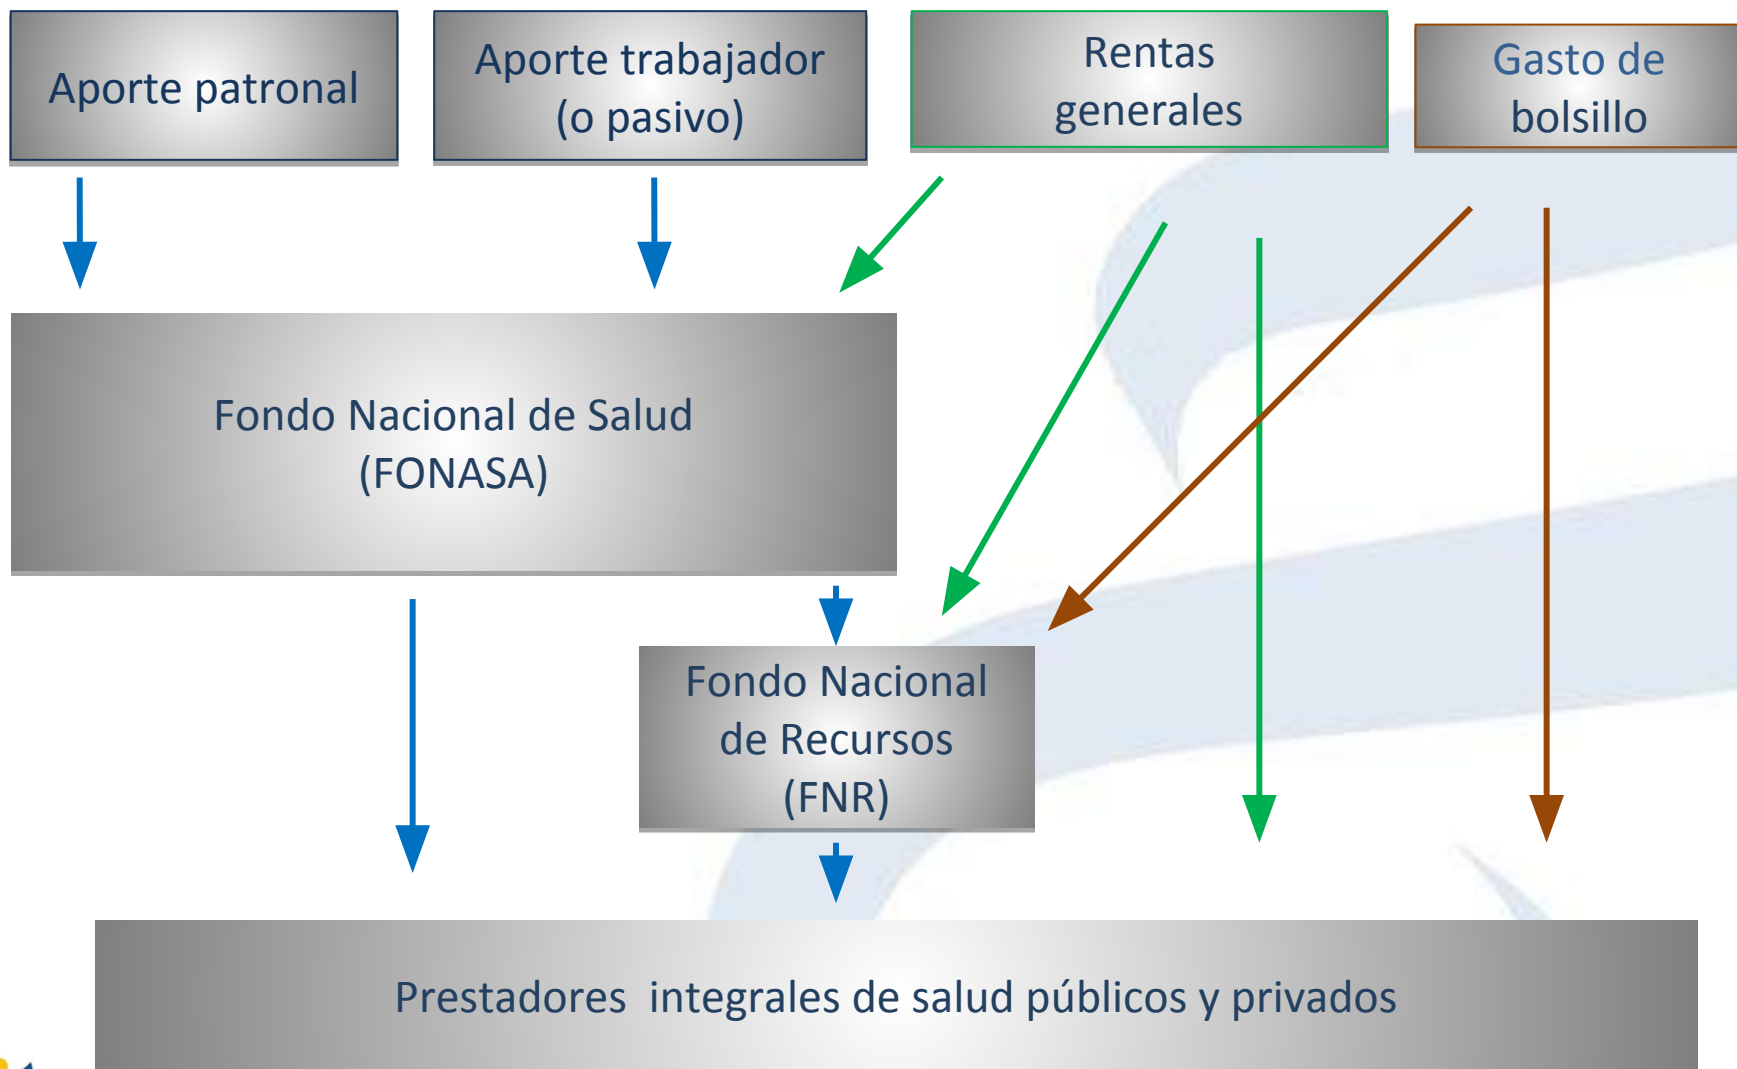 Aporte patronal
Aporte trabajador
(o pasivo)
Rentas
generales
Gasto de
bolsillo
Fondo Nacional de Salud
(FONASA)
Fondo Nacional
de Recursos
(FNR)
Prestadores  integrales de salud públicos y privados